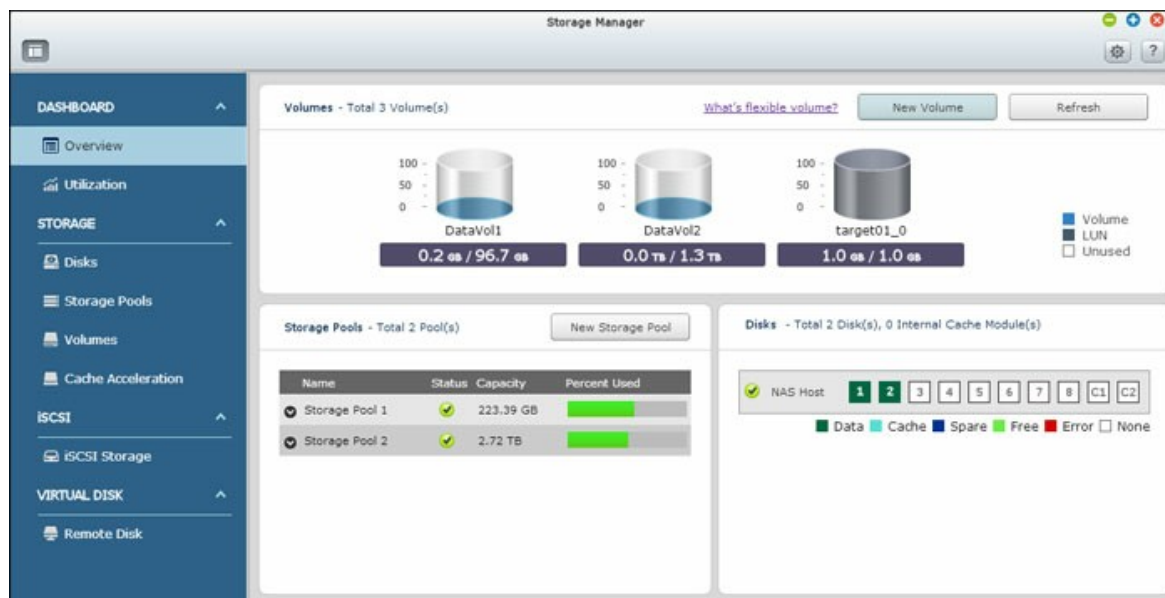 Storage Manager
?
DASHBOARD
Overview
Utilization
STORAGE
Disks
Storage Pools
Volumes
Cache Acceleration
iSCSI
iSCSI Storage
VIRTUAL DISK
Remote Disk
Volumes - Total 3 Volume(s)
What's flexible volume?
New Volume
Refresh
100
50
0
DataVol1
0.2 GB / 96.7 GB
100
50
0
DataVol2
0.0 TB / 1.3 TB
100
50
0
target01_0
1.0 GB / 1.0 GB
Volume
LUN
Unused
Storage Pools - Total 2 Pool(s)
New Storage Pool
Name Status Capacity Percent Used
Storage Pool 1 223.39 GB
Storage Pool 2 2.72 TB
Disks - Total 2 Disk(s), 0 Internal Cache Module(s)
NAS Host 1 2 3 4 5 6 7 8 C1 C2
Data Cache Spare Free Error None